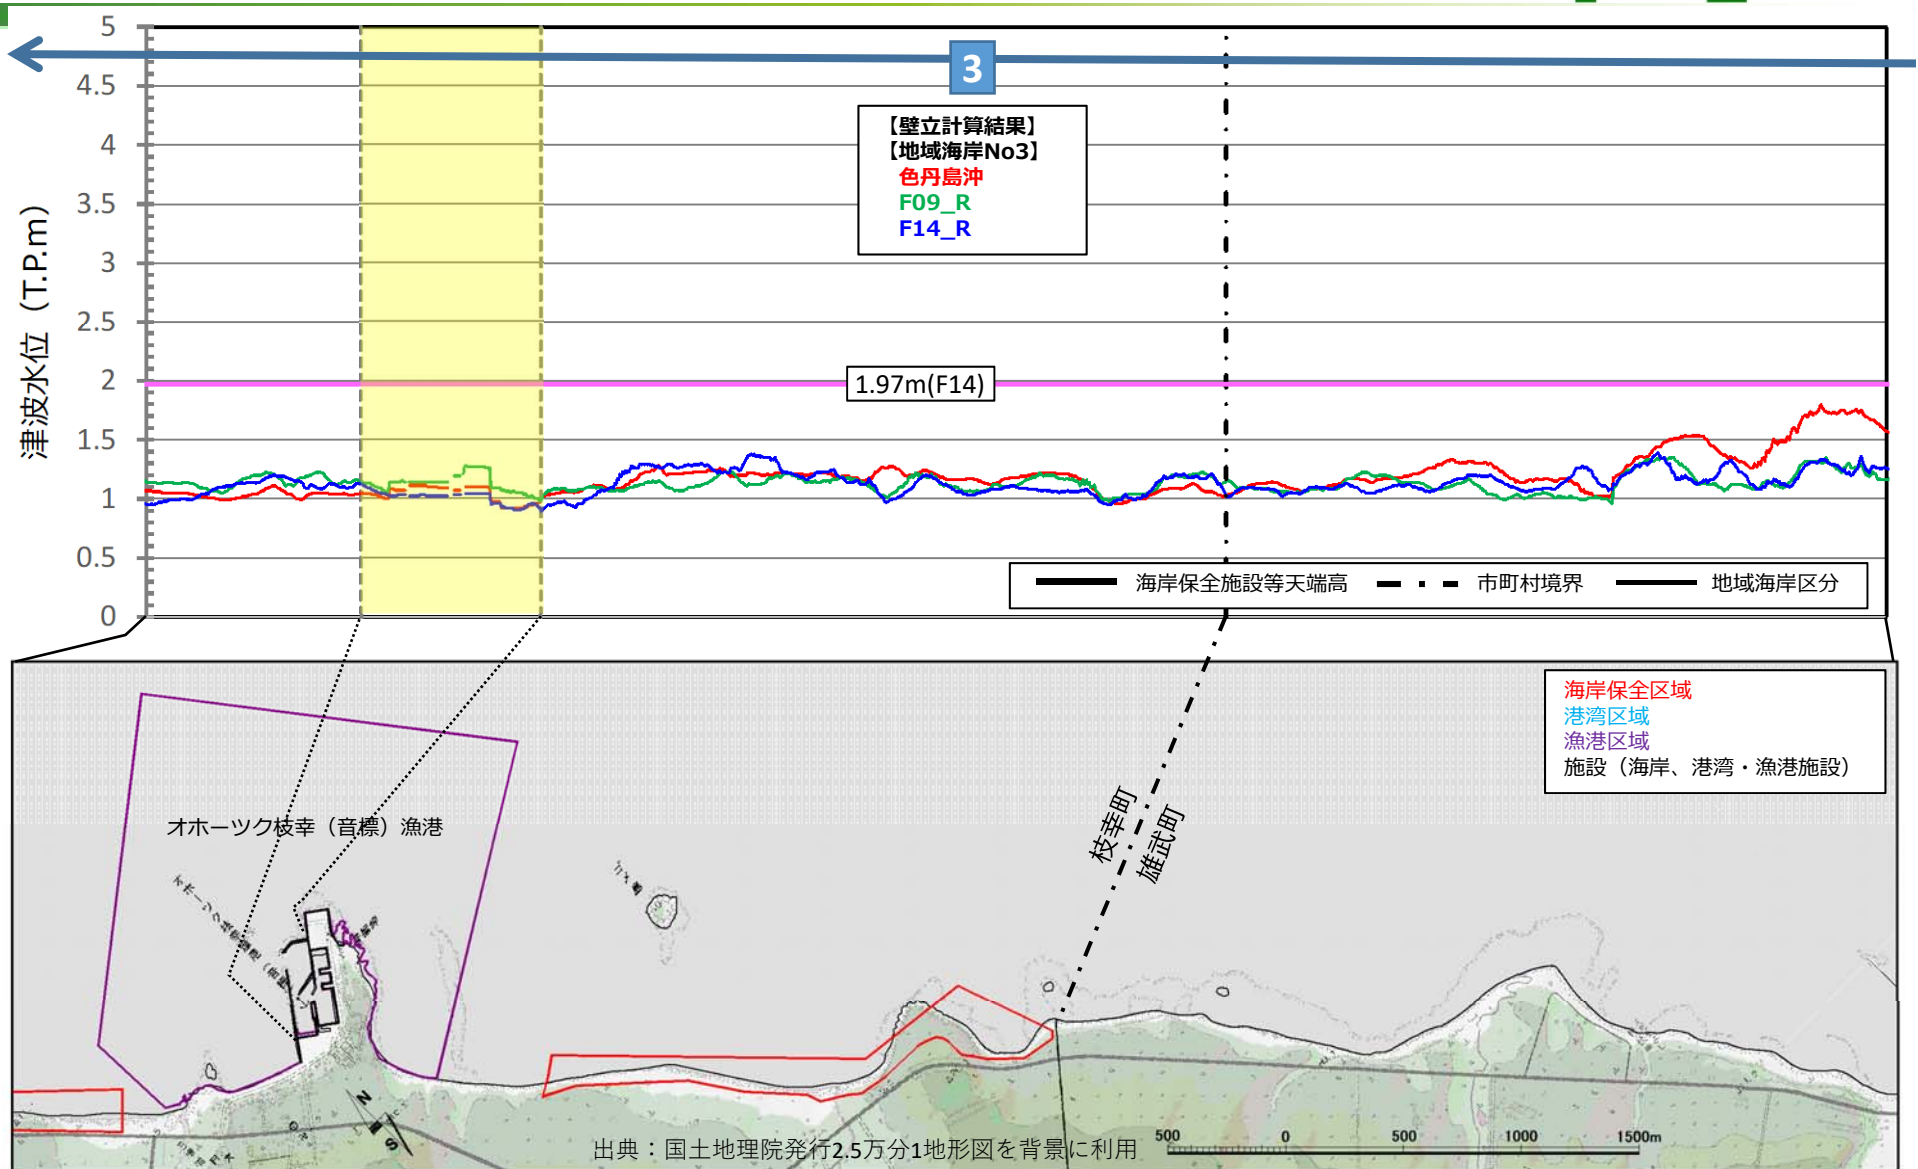 5
4.5
4
3.5
3
2.5
2
1.5
1
0.5
0
津波水位（T.P.m）
3
【壁立計算結果】
【地域海岸No3】
色丹島沖
F09_R
F14_R
1.97m(F14)
海岸保全施設等天端高
市町村境界
地域海岸区分
海岸保全区域
港湾区域
漁港区域
施設（海岸、港湾・漁港施設）
オホーツク枝幸（音標）漁港
枝幸町
雄武町
N
S
出典：国土地理院発行2.5万分1地形図を背景に利用
500 0 500 1000 1500m